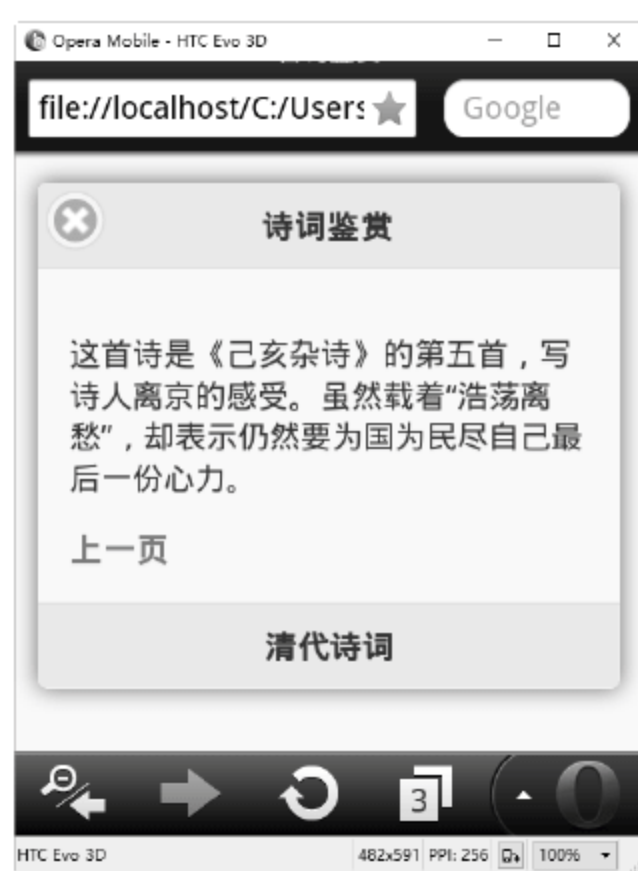 Opera Mobile - HTC Evo 3D
file://localhost/C:/Users
Google
诗词鉴赏
这首诗是《己亥杂诗》的第五首，写
诗人离京的感受。虽然载着“浩荡离
愁”，却表示仍然要为国为民尽自己最
后一份心力。
上一页
清代诗词
3
HTC Evo 3D 482x591 PPI: 256 100%